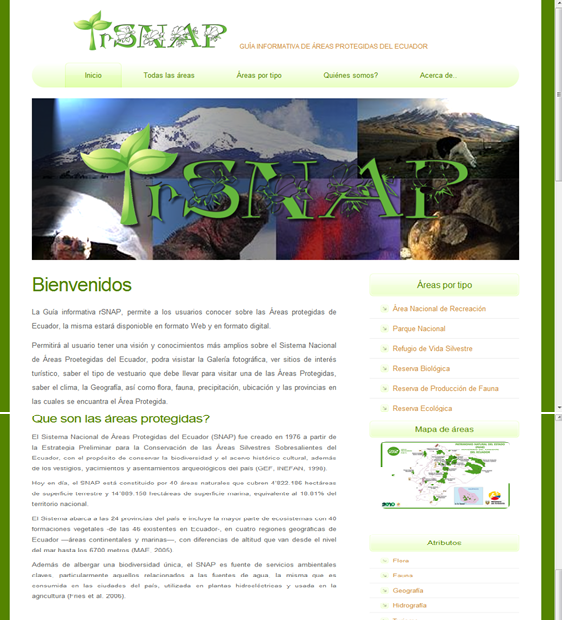 rSNAP
GUÍA INFORMATIVA DE ÁREAS PROTEGIDAS DEL ECUADOR
Inicio
Todas las áreas
Áreas por tipo
Quiénes somos?
Acerca de..
rSNAP
Bienvenidos
La Guía informativa rSNAP, permite a los usuarios conocer sobre las Áreas protegidas de
Ecuador, la misma estará disponioble en formato Web y en formato digital.
Permitirá al usuario tener una visión y conocimientos más amplios sobre el Sistema Nacional
de Áreas Proetegidas del Ecuador, podra visistar la Galería fotográfica, ver sitios de interés
turístico, saber el tipo de vestuario que debe llevar para visitar una de las Áreas Protegidas,
saber el clima, la Geografía, así como flora, fauna, precipitación, ubicación y las provincias en
las cuales se encuantra el Área Protegida.
Áreas por tipo
Área Nacional de Recreación
Parque Nacional
Refugio de Vida Silvestre
Reserva Biológica
Reserva de Producción de Fauna
Reserva Ecológica
Que son las áreas protegidas?
El Sistema Nacional de Áreas Protegidas del Ecuador (SNAP) fue creado en 1976 a partir de
la Estrategia Preliminar para la Conservación de las Áreas Silvestres Sobresalientes del
Ecuador, con el propósito de conservar la biodiversidad y el acervo histórico cultural, además
de los vestigios, yacimientos y asentamientos arqueológicos del país (GEF, INEFAN, 1998).
Hoy en día, el SNAP está constituido por 40 áreas naturales que cubren
de superficie terrestre y hectáreas de superficie marina, equivalente al
territorio nacional.
El Sistema abarca a las 24 provincias del país e incluye la mayor parte de ecosistemas con 40
formaciones vegetales -de las 46 existentes en Ecuador-, en cuatro regiones geográficas de
Ecuador —áreas continentales y marinas—, con diferencias de altitud que van desde el nivel
del mar hasta los 6700 metros (MAE, 2005).
Además de albergar una biodiversidad única, el SNAP es fuente de servicios ambientales
claves, particularmente aquellos relacionados a las fuentes de agua, la misma que es
consumida en las ciudades del país, utilizada en plantas hidroeléctricas y usada en la
agricultura (Fries et al. 2006).
Mapa de áreas
Atributos
Flora
Fauna
Geografía
Hidrografía